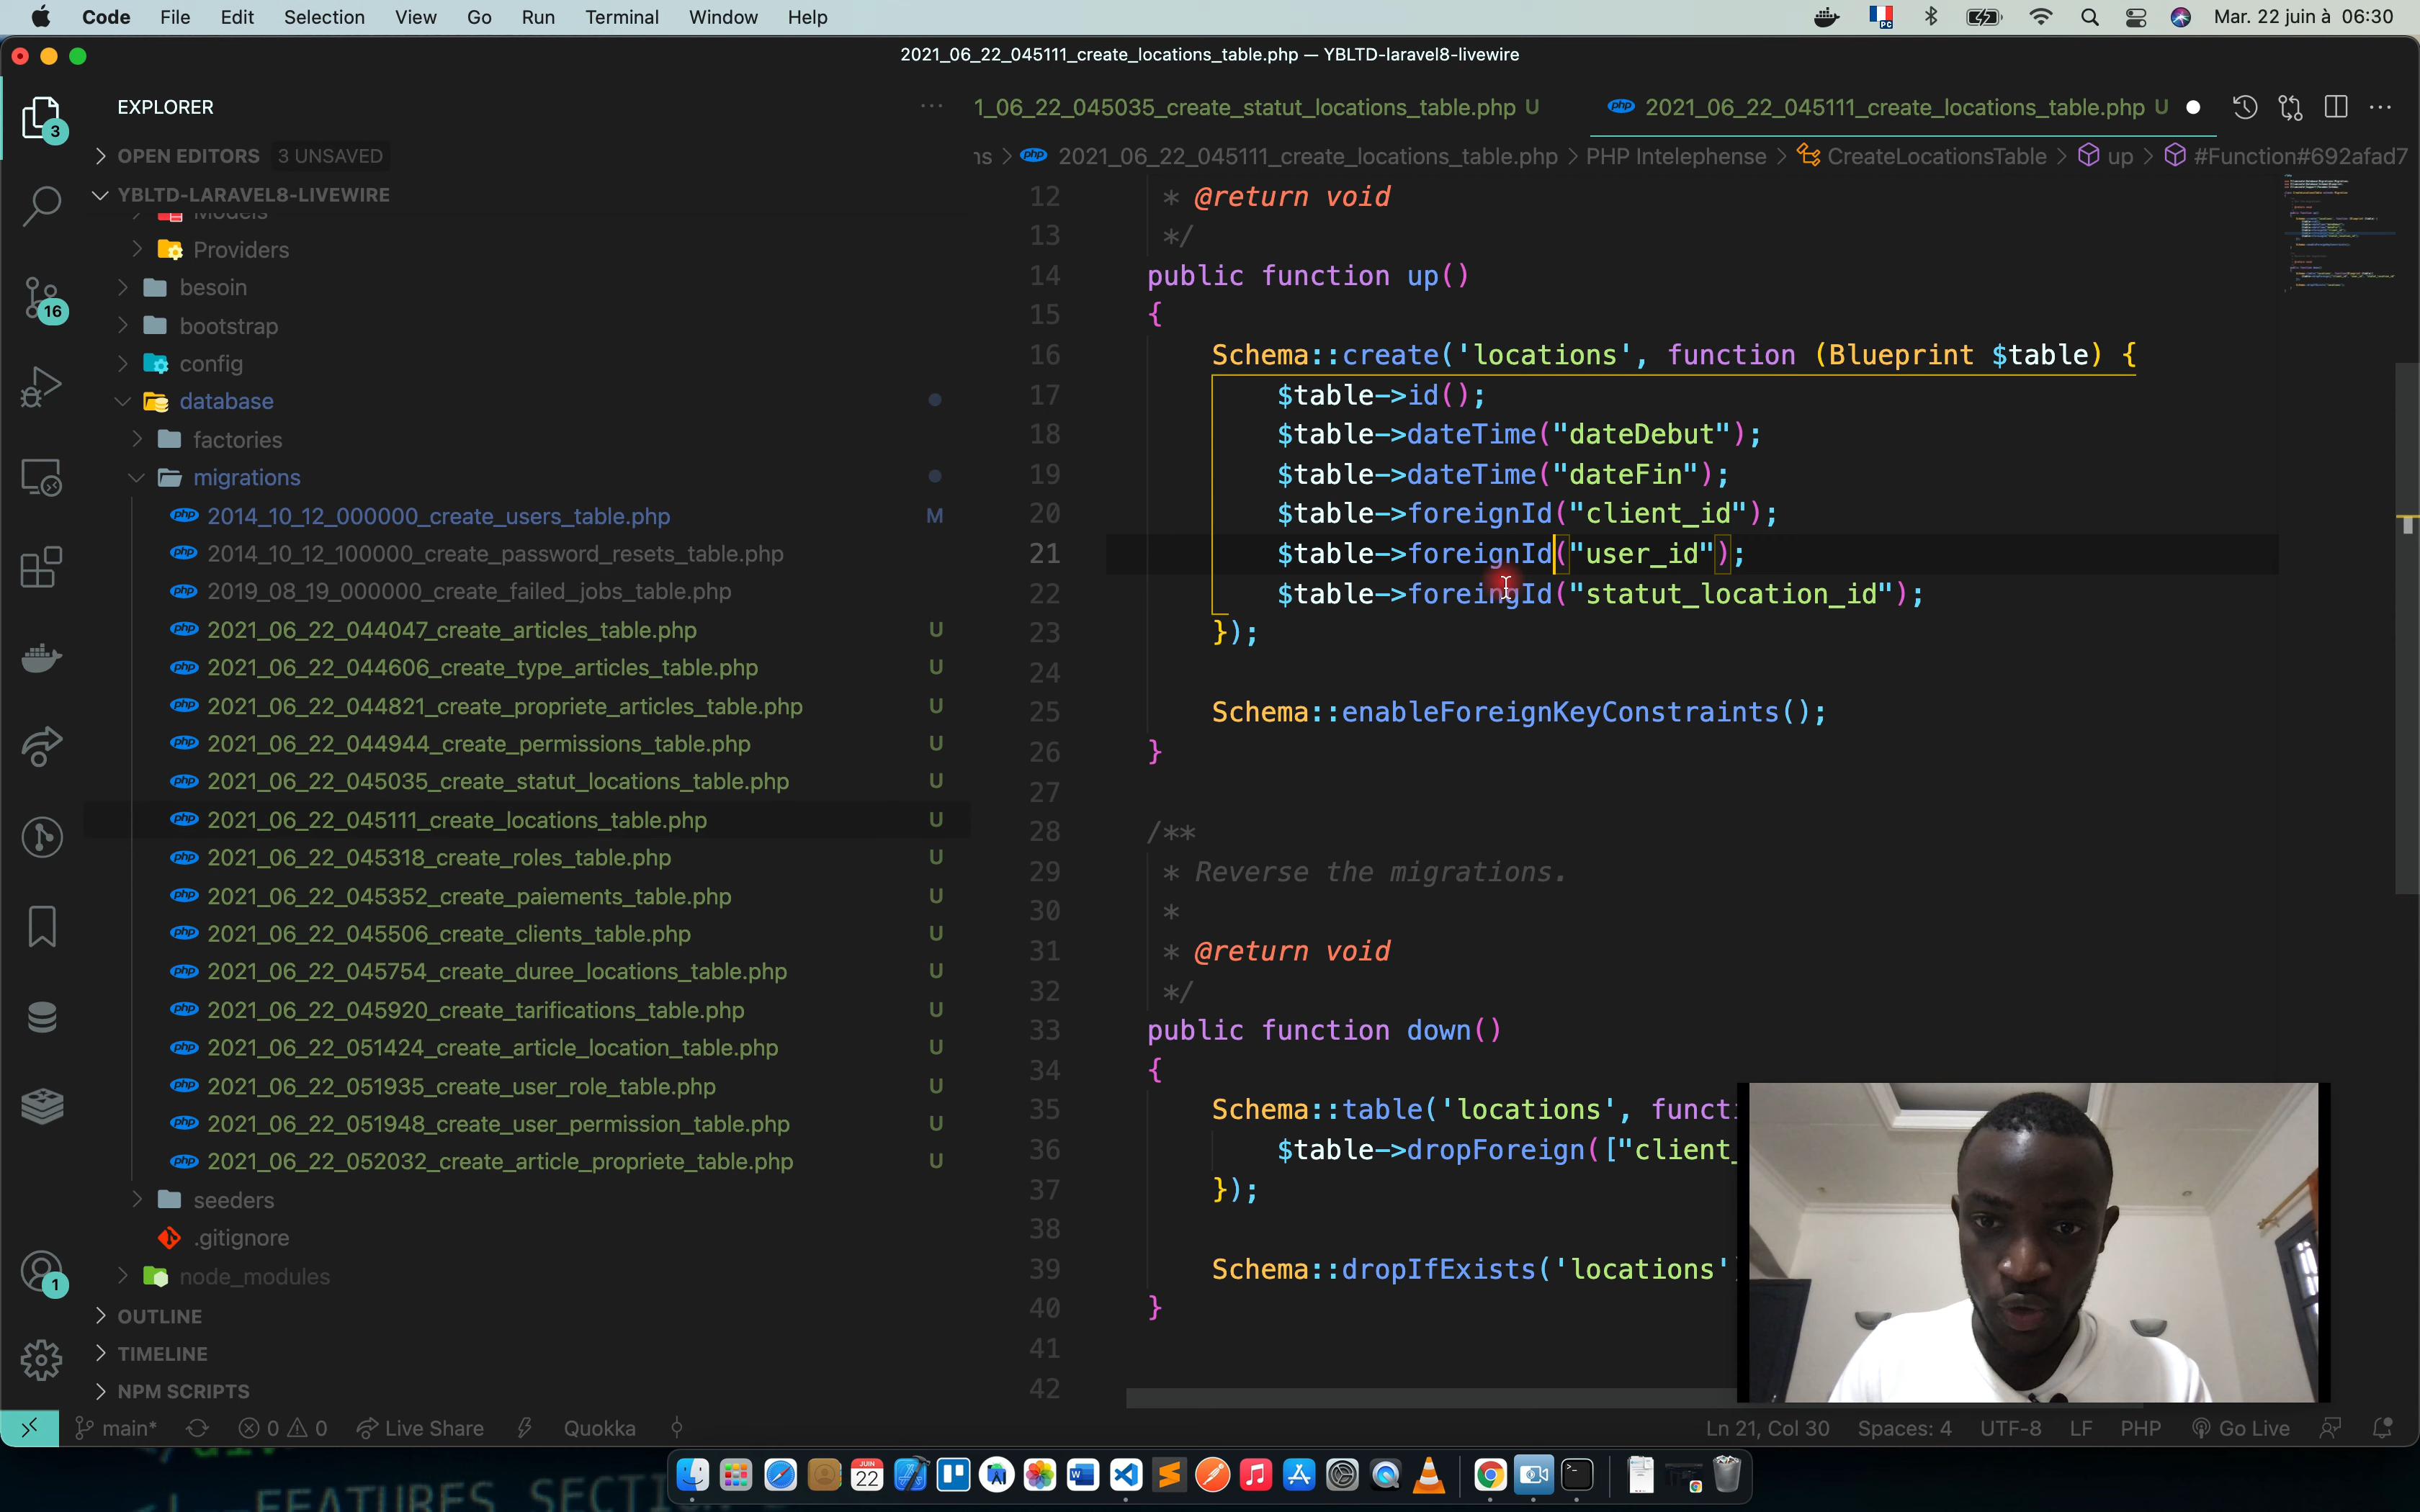 Code File Edit Selection View Go Run Terminal Window Help Mar. 22 juin à 06:30
2021_06_22_045111_create_locations_table.php — YBLTD-laravel8-livewire
EXPLORER
1_06_22_045035_create_statut_locations_table.php U
2021_06_22_045111_create_locations_table.php U
OPEN EDITORS 3 UNSAVED
ns > 2021_06_22_045111_create_locations_table.php > PHP Intelephense > CreateLocationsTable > up > #Function#692afad7
YBLTD-LARAVEL8-LIVEWIRE
Models
Providers
besoin
bootstrap
config
database
factories
migrations
2014_10_12_000000_create_users_table.php M
2014_10_12_100000_create_password_resets_table.php
2019_08_19_000000_create_failed_jobs_table.php
2021_06_22_044047_create_articles_table.php U
2021_06_22_044606_create_type_articles_table.php U
2021_06_22_044821_create_propriete_articles_table.php U
2021_06_22_044944_create_permissions_table.php U
2021_06_22_045035_create_statut_locations_table.php U
2021_06_22_045111_create_locations_table.php U
2021_06_22_045318_create_roles_table.php U
2021_06_22_045352_create_paiements_table.php U
2021_06_22_045506_create_clients_table.php U
2021_06_22_045754_create_duree_locations_table.php U
2021_06_22_045920_create_tarifications_table.php U
2021_06_22_051424_create_article_location_table.php U
2021_06_22_051935_create_user_role_table.php U
2021_06_22_051948_create_user_permission_table.php U
2021_06_22_052032_create_article_propriete_table.php U
seeders
.gitignore
node_modules
OUTLINE
TIMELINE
NPM SCRIPTS
3
16
1
12 * @return void
13 */
14 public function up()
15 {
16 Schema::create('locations', function (Blueprint $table) {
17 $table->id();
18 $table->dateTime("dateDebut");
19 $table->dateTime("dateFin");
20 $table->foreignId("client_id");
21 $table->foreignId("user_id");
22 $table->foreingId("statut_location_id");
23 });
24
25 Schema::enableForeignKeyConstraints();
26 }
27
28 /**
29 * Reverse the migrations.
30 *
31 * @return void
32 */
33 public function down()
34 {
35 Schema::table('locations', funct
36 $table->dropForeign(["client_
37 });
38
39 Schema::dropIfExists('locations'
40 }
41
42
main* 0 0 Live Share Quokka Ln 21, Col 30 Spaces: 4 UTF-8 LF PHP Go Live
JUIN
22
FEATURES SECTI